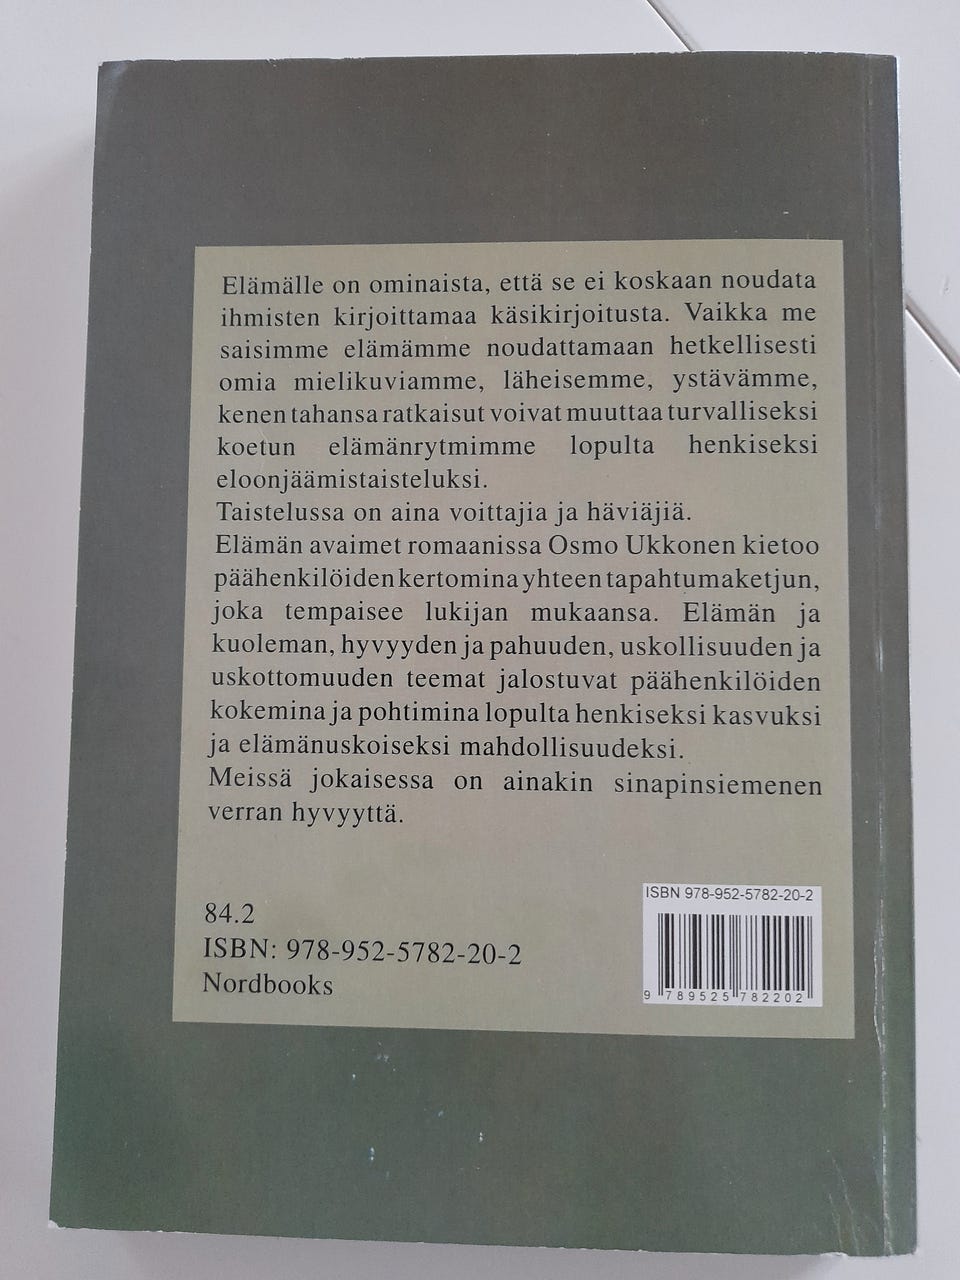 Elämälle on ominaista, että se ei koskaan noudata
ihmisten kirjoittamaa käsikirjoitusta. Vaikka me
saisimme elämämme noudattamaan hetkellisesti
omia mielikuviamme, läheisemme, ystävämme,
kenen tahansa ratkaisut voivat muuttaa turvalliseksi
koetun elämänrytmimme lopulta henkiseksi
eloonjäämistaisteluksi.
Taistelussa on aina voittajia ja häviäjiä.
Elämän avaimet romaanissa Osmo Ukkonen kietoo
päähenkilöiden kertomina yhteen tapahtumaketjun,
joka tempaisee lukijan mukaansa. Elämän ja
kuoleman, hyvyyden ja pahuuden, uskollisuuden ja
uskottomuuden teemat jalostuvat päähenkilöiden
kokemina ja pohtimina lopulta henkiseksi kasvuksi
ja elämänuskoiseksi mahdollisuudeksi.
Meissä jokaisessa on ainakin sinapinsiemenen
verran hyvyyttä.
84.2
ISBN: 978-952-5782-20-2
Nordbooks
ISBN 978-952-5782-20-2
9 789525 782202